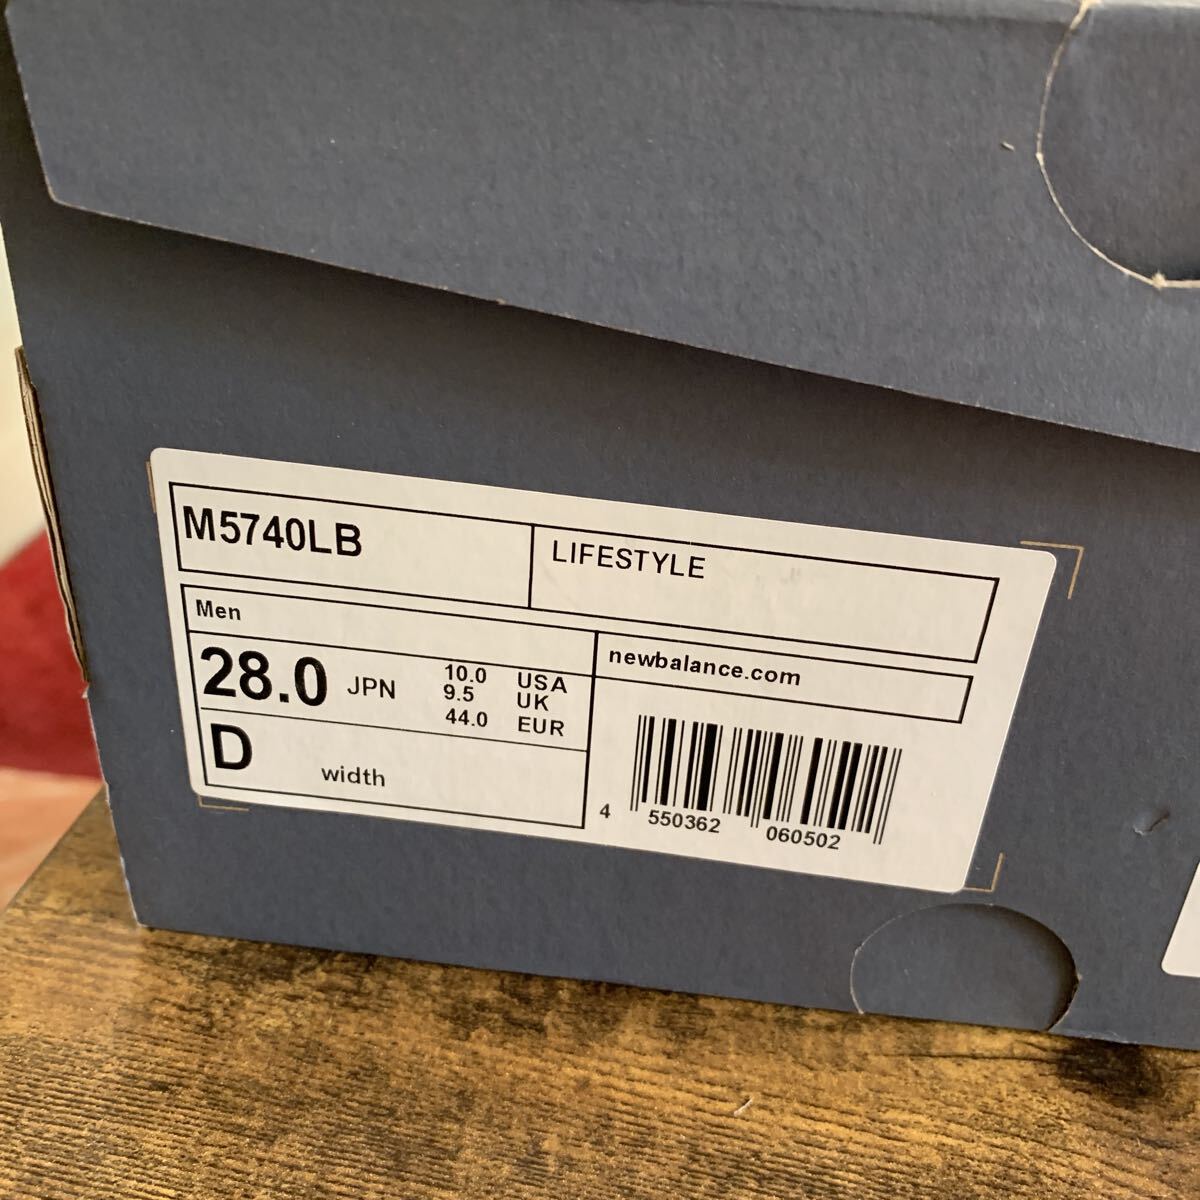 M5740LB
LIFESTYLE
Men
28.0 JPN
10.0 USA
9.5 UK
44.0 EUR
D width
newbalance.com
4 550362 060502